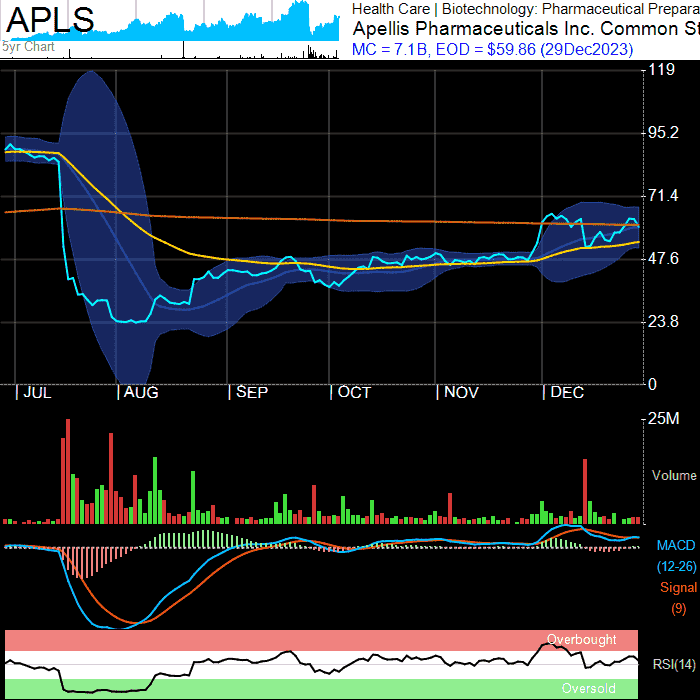 APLS
5yr Chart
Health Care | Biotechnology: Pharmaceutical Prepara
Apellis Pharmaceuticals Inc. Common St
MC = 7.1B, EOD = $59.86 (29Dec2023)
119
95.2
71.4
47.6
23.8
0
JUL AUG SEP OCT NOV DEC
25M
Volume
MACD
(12-26)
Signal
(9)
Overbought
RSI(14)
Oversold